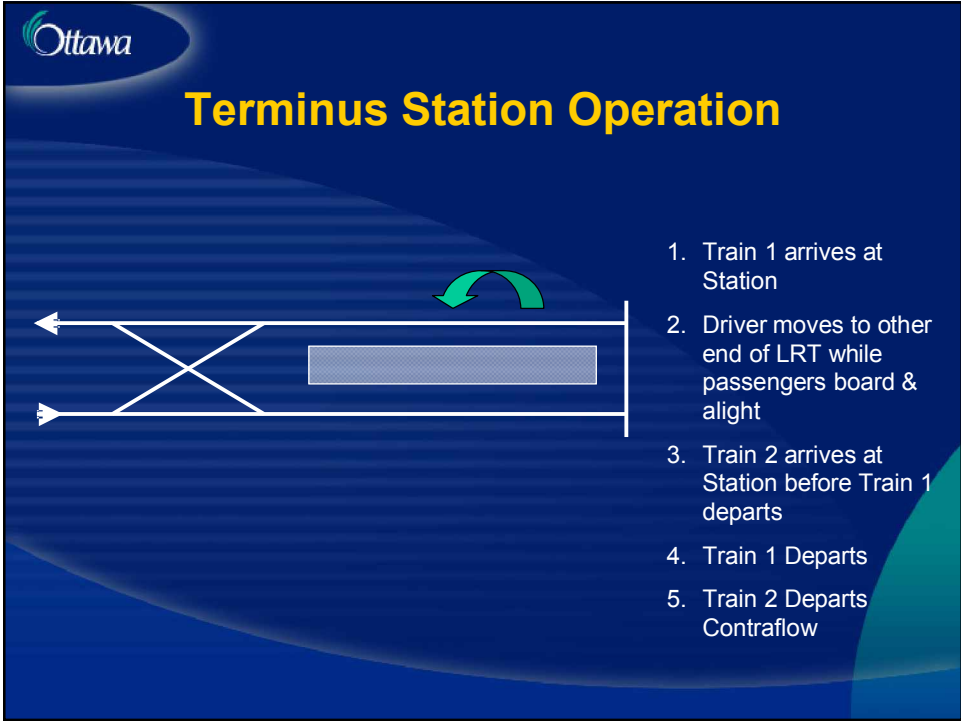 Ottawa
Terminus Station Operation
1. Train 1 arrives at
Station
2. Driver moves to other
end of LRT while
passengers board &
alight
3. Train 2 arrives at
Station before Train 1
departs
4. Train 1 Departs
5. Train 2 Departs
Contraflow